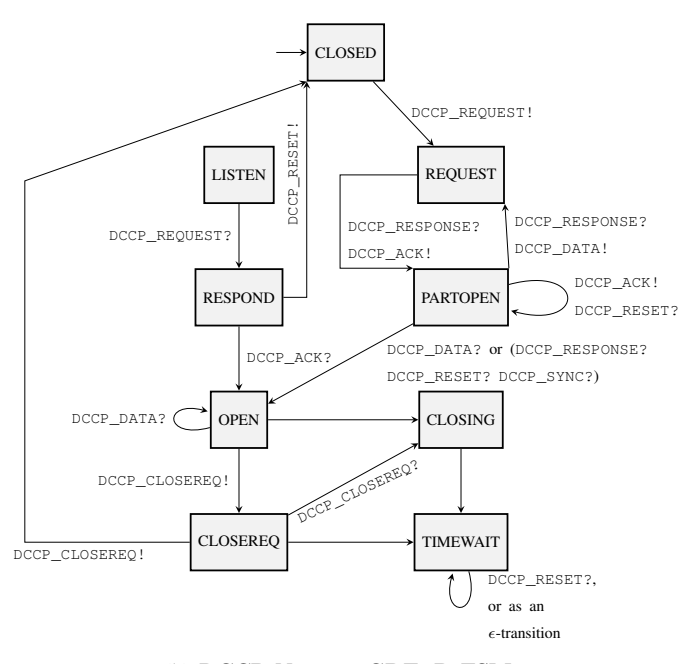 CLOSED
DCCP_REQUEST!
DCCP_RESET!
LISTEN
REQUEST
DCCP_REQUEST?
DCCP_RESPONSE?
DCCP_ACK!
DCCP_RESPONSE?
DCCP_DATA!
RESPOND
PARTOPEN
DCCP_ACK!
DCCP_RESET?
DCCP_ACK?
DCCP_DATA? or (DCCP_RESPONSE?
DCCP_RESET? DCCP_SYNC?)
DCCP_DATA?
OPEN
CLOSING
DCCP_CLOSEREQ!
DCCP_CLOSEREQ?
CLOSEREQ
TIMEWAIT
DCCP_CLOSEREQ!
DCCP_RESET?,
or as an
ϵ-transition